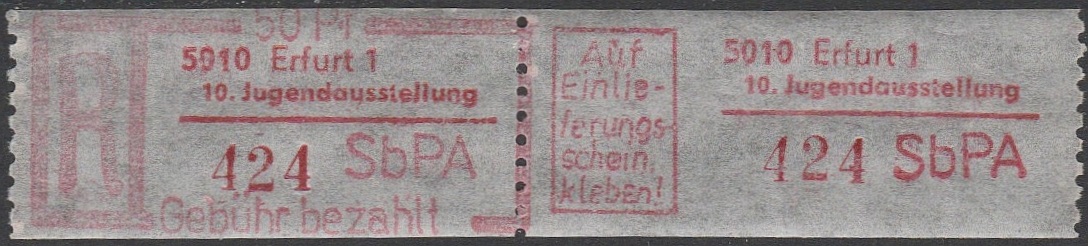 50 Pf
R
5010 Erfurt 1
10. Jugendausstellung
424 SbPA
Gebühr bezahlt
Auf
Einlie-
ferungs-
schein
kleben!
5010 Erfurt 1
10. Jugendausstellung
424 SbPA